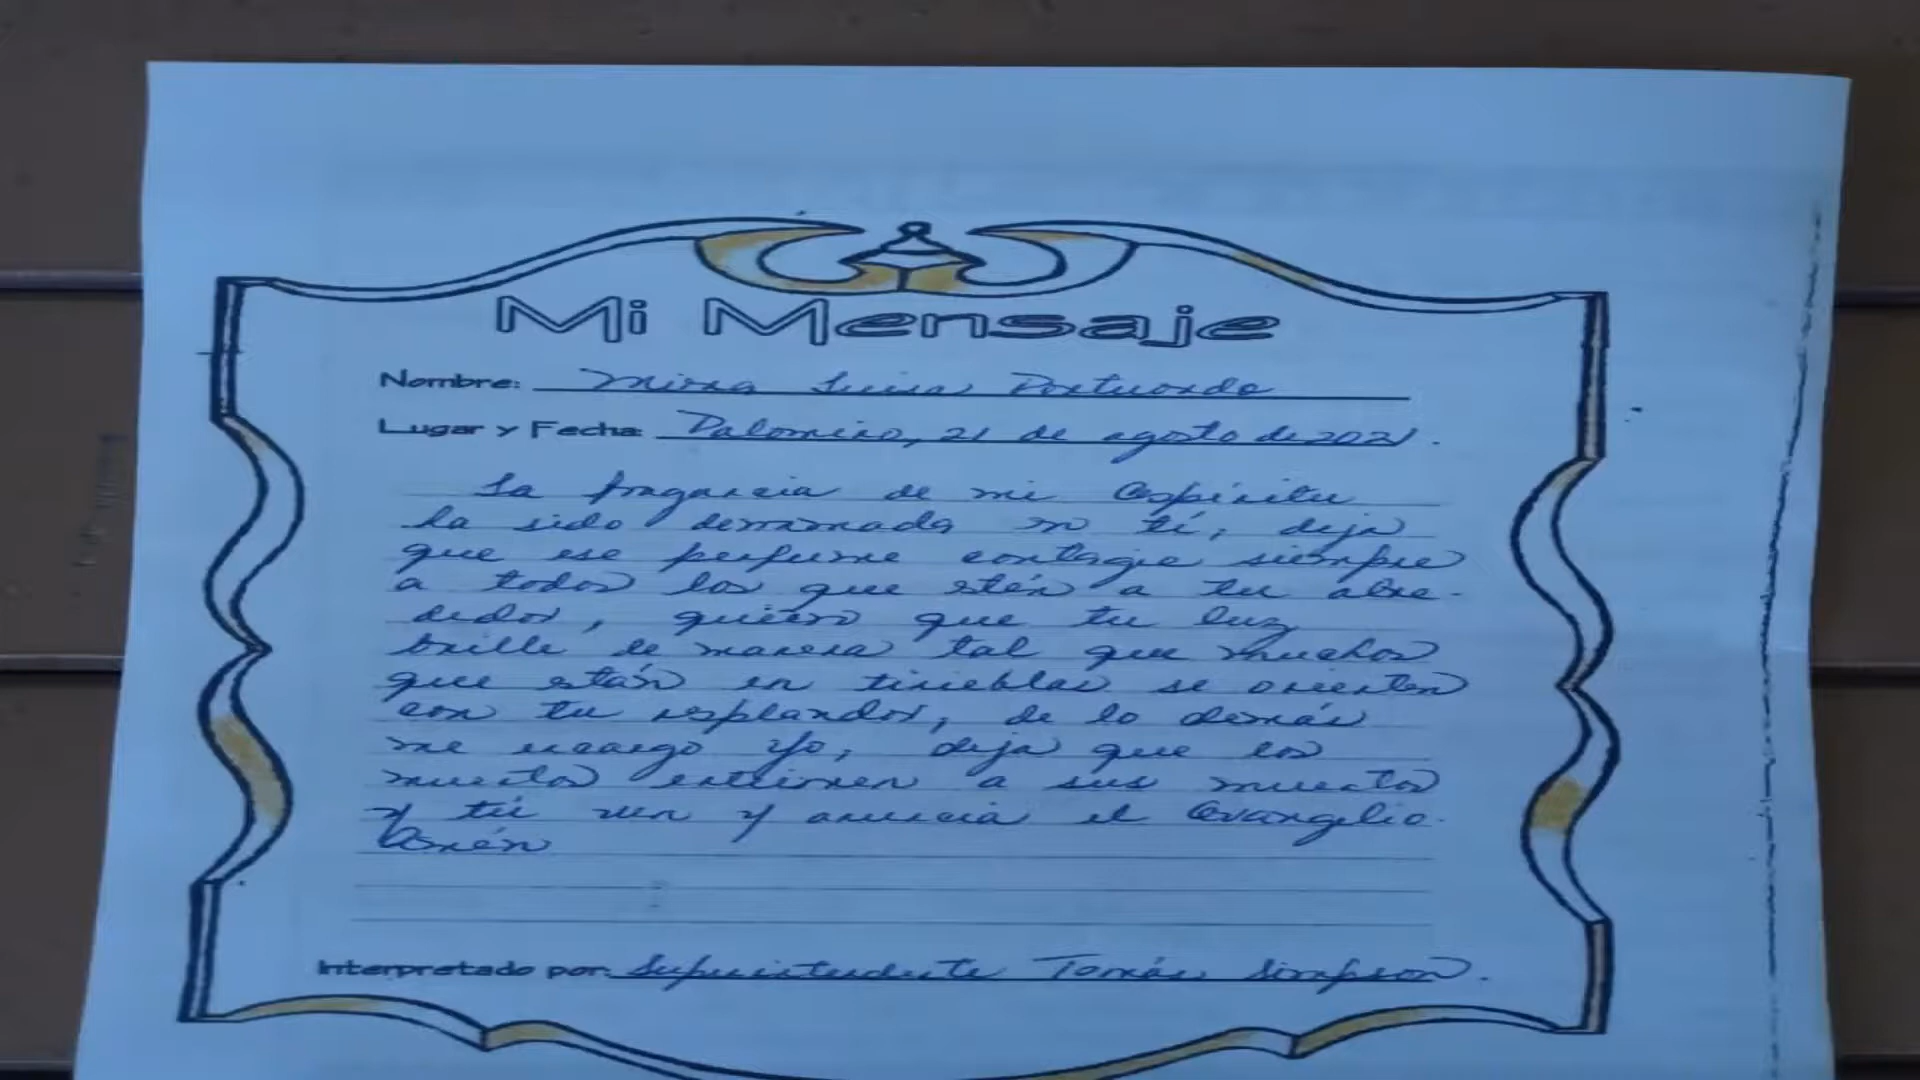 Mi Mensaje
Nombre: Mirna Luisa Portuondo
Lugar y Fecha: Palomino, 21 de agosto de 2021.
La fragancia de mi Espíritu
ha sido derramada en tí, deja
que ese perfume contagie siempre
a todos los que estén a tu alre-
dedor, quiero que tu luz
brille de manera tal que muchos
que están en tinieblas se orienten
con tu resplandor, de lo demás
me encargo yo, deja que los
muertos entierren a sus muertos
y tú ven y anuncia el Evangelio.
Amén
Interpretado por: Superintendente Tomás Simpson.